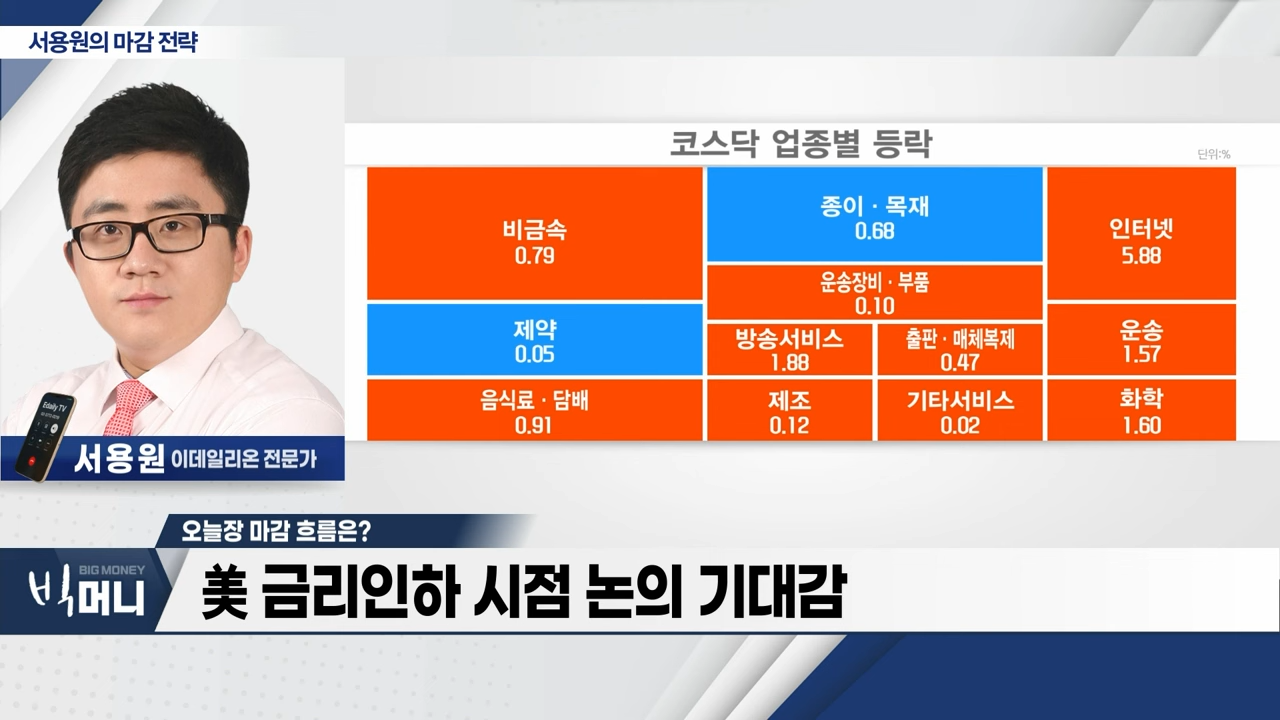 서용원의 마감 전략
코스닥 업종별 등락
단위:%
비금속
0.79
종이·목재
0.68
인터넷
5.88
운송장비·부품
0.10
제약
0.05
방송서비스
1.88
출판·매체복제
0.47
운송
1.57
음식료·담배
0.91
제조
0.12
기타서비스
0.02
화학
1.60
Edaily TV
서용원 이데일리온 전문가
오늘장 마감 흐름은?
BIG MONEY
빅머니
美 금리인하 시점 논의 기대감